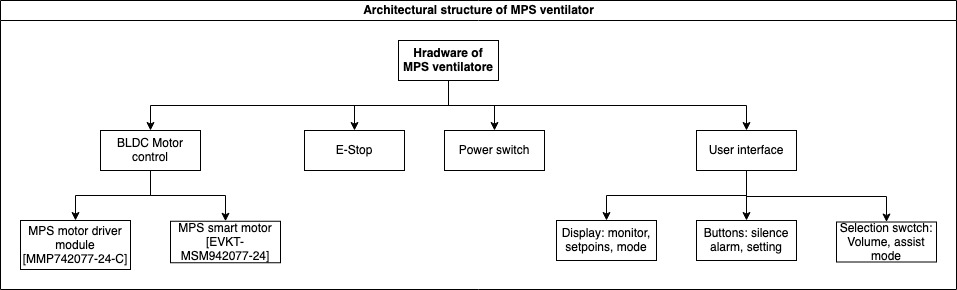 Architectural structure of MPS ventilator
Hradware of
MPS ventilatore
BLDC Motor
control
E-Stop
Power switch
User interface
MPS motor driver
module
[MMP742077-24-C]
MPS smart motor
[EVKT-
MSM942077-24]
Display: monitor,
setpoins, mode
Buttons: silence
alarm, setting
Selection swctch:
Volume, assist
mode